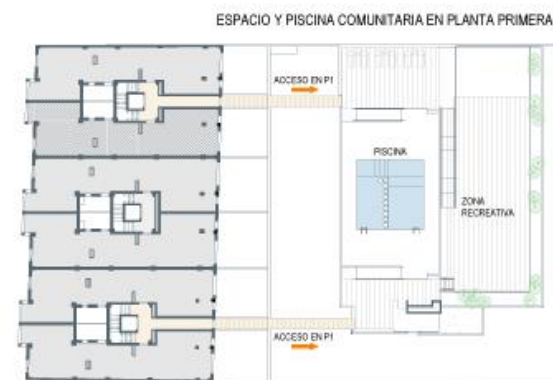 ESPACIO Y PISCINA COMUNITARIA EN PLANTA PRIMERA
ACCESO EN P1
PISCINA
ZONA
RECREATIVA
ACCESO EN P1